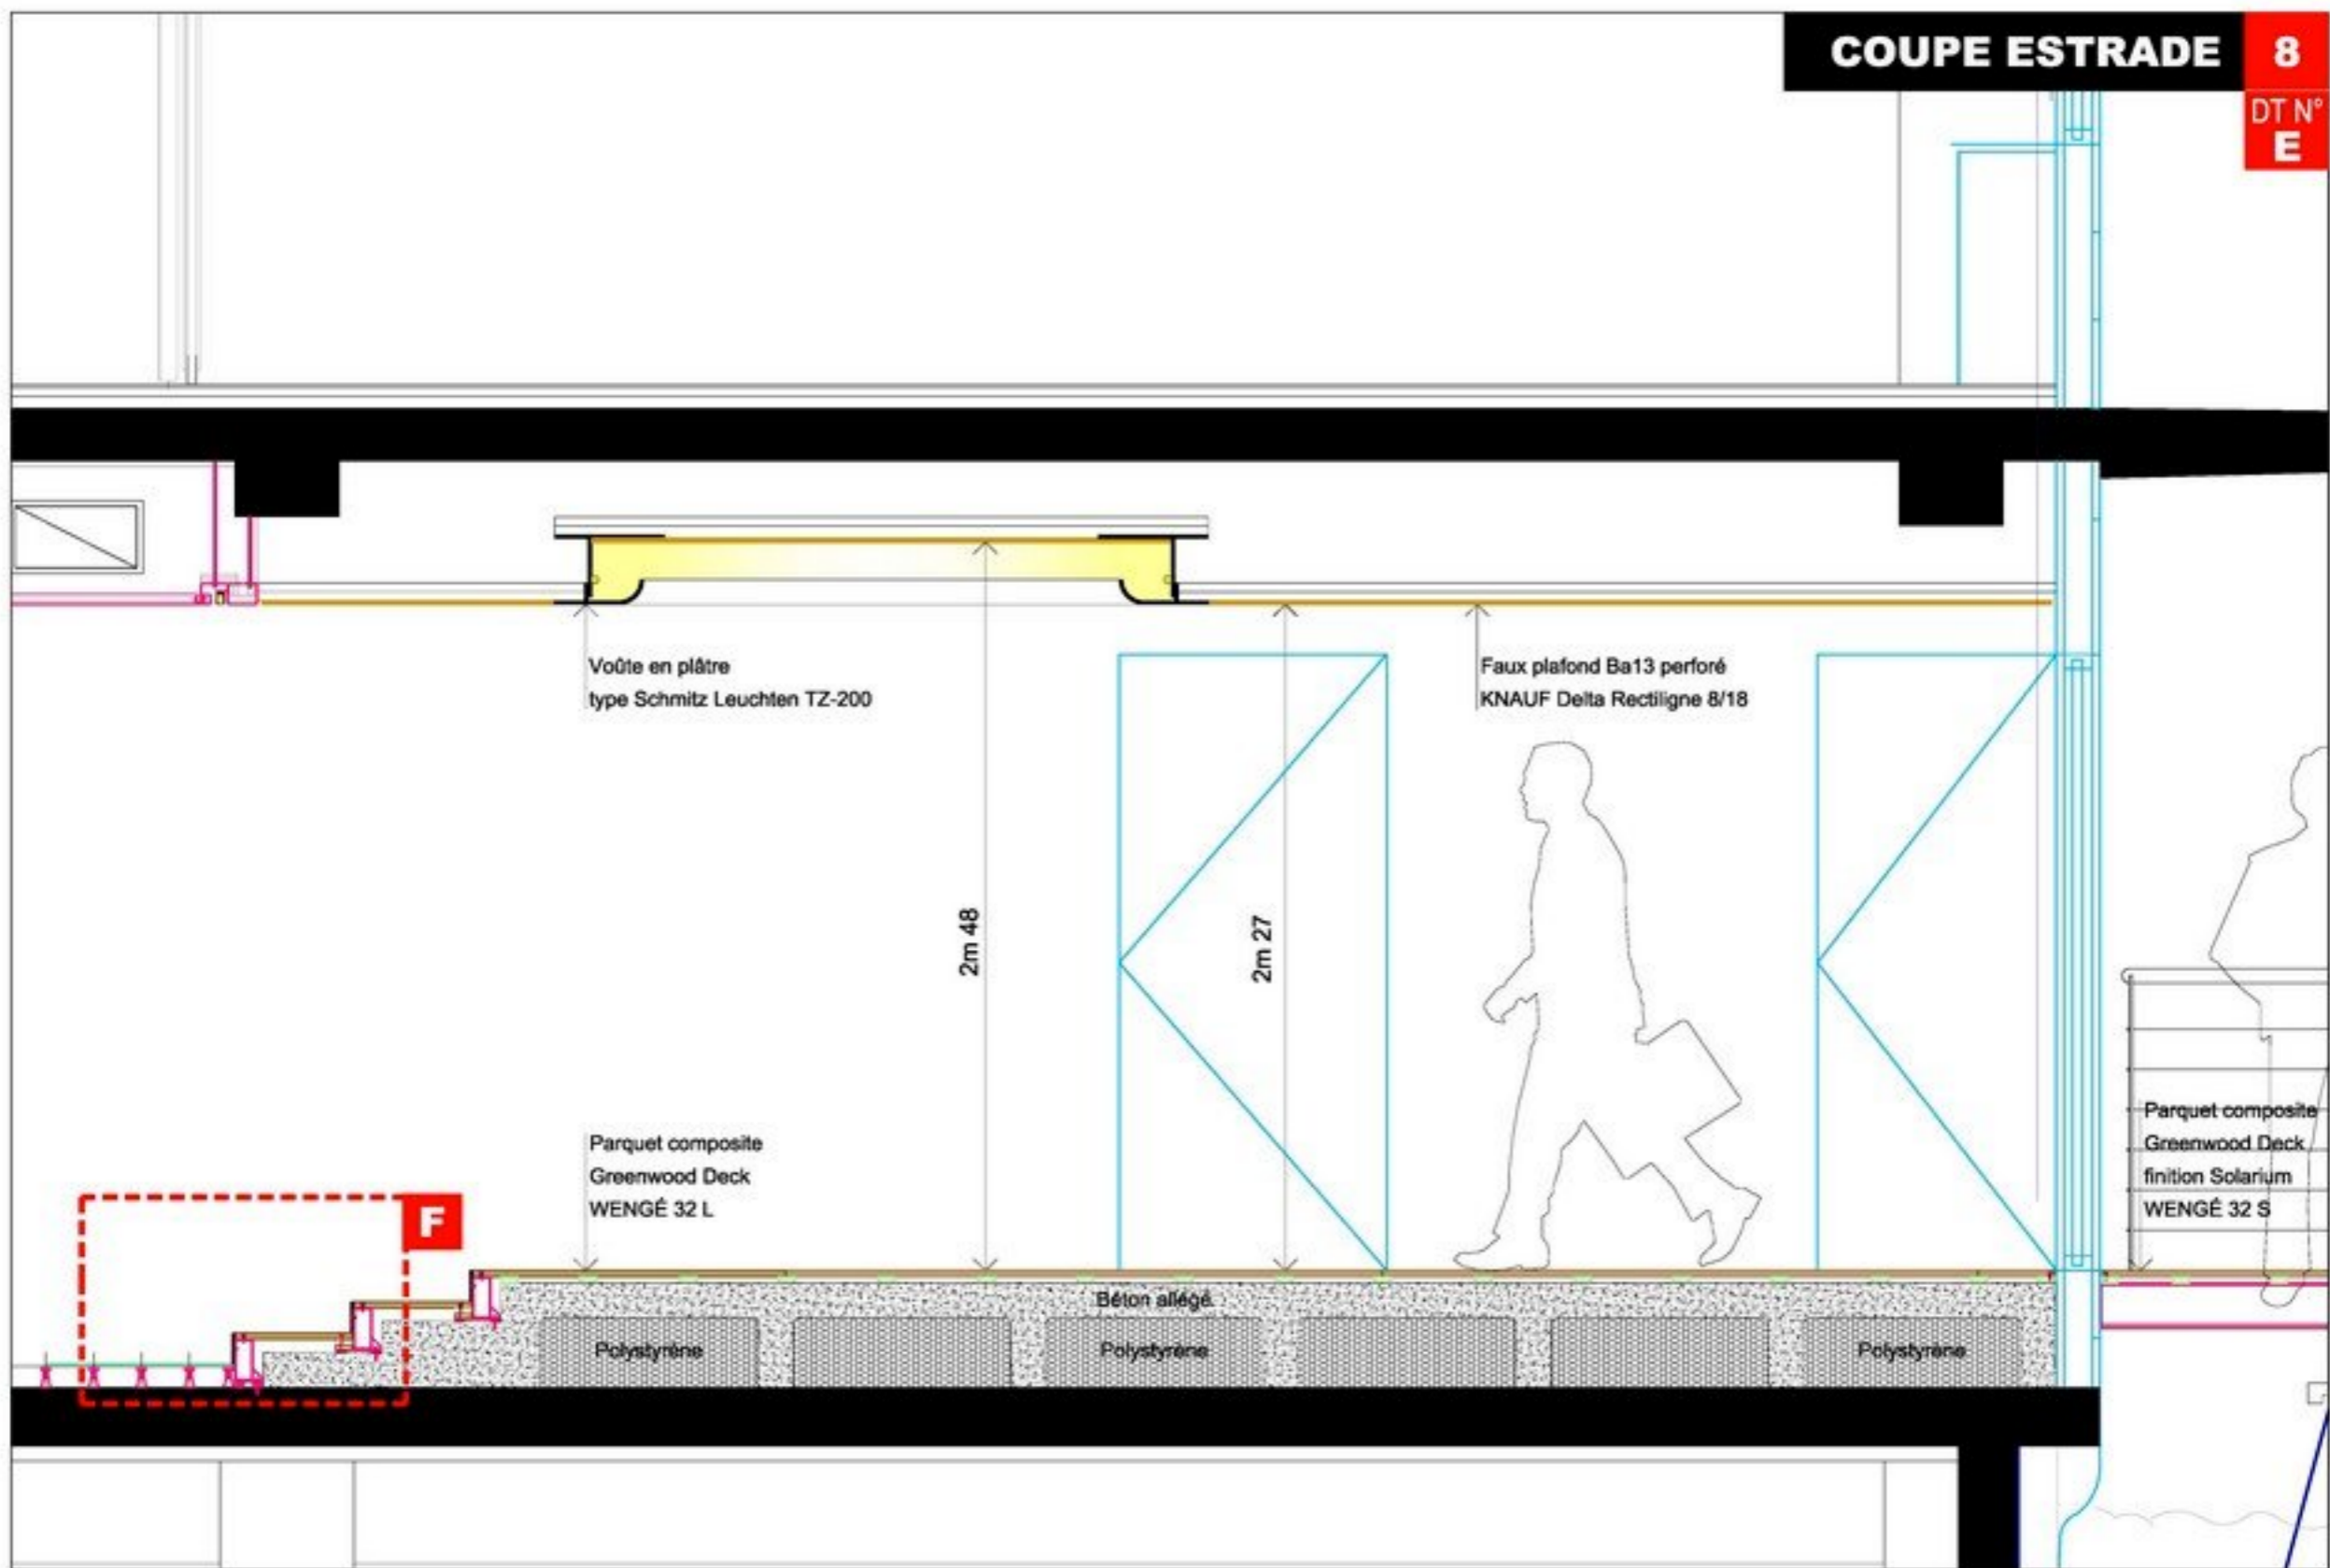 COUPE ESTRADE
8
DT N°
E
Voûte en plâtre
type Schmitz Leuchten TZ-200
Faux plafond Ba13 perforé
KNAUF Delta Rectiligne 8/18
2m 48
2m 27
Parquet composite
Greenwood Deck
WENGÉ 32 L
Parquet composite
Greenwood Deck
finition Solarium
WENGÉ 32 S
F
Béton allégé
Polystyrène
Polystyrène
Polystyrène